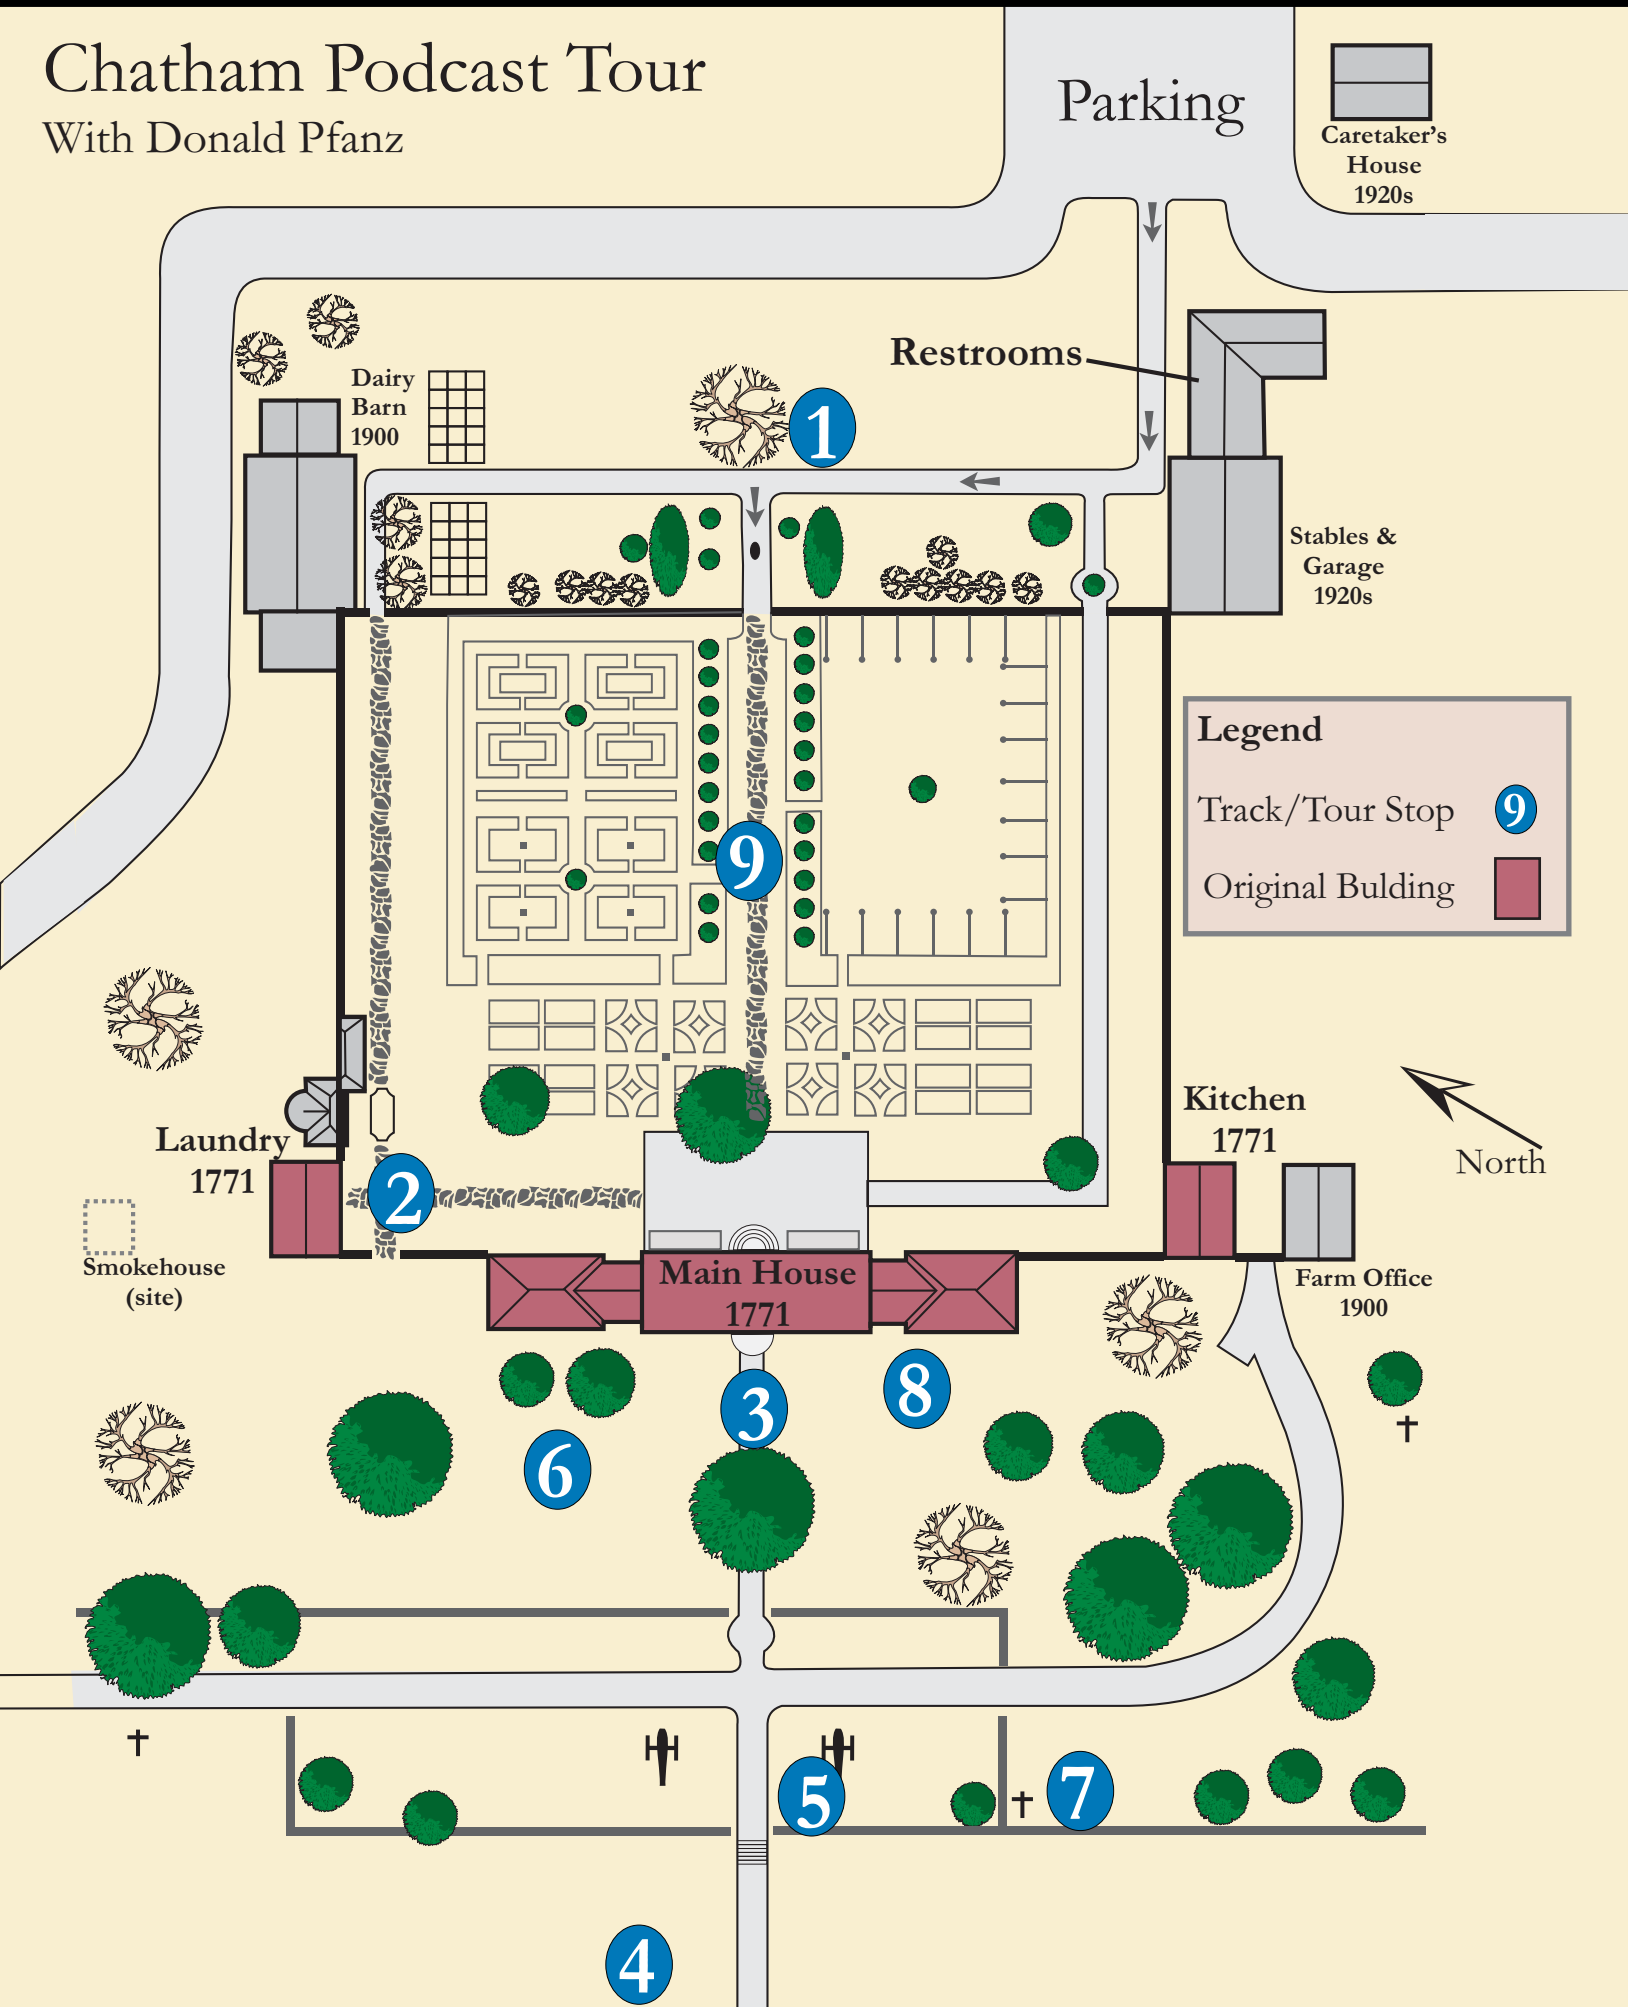 Chatham Podcast Tour
With Donald Pfanz
Parking
Caretaker's
House
1920s
Restrooms
Dairy
Barn
1900
1
Stables &
Garage
1920s
Legend
Track/Tour Stop 9
Original Bulding
9
Kitchen
1771
North
Laundry
1771
2
Smokehouse
(site)
Main House
1771
Farm Office
1900
3
8
6
5
7
4